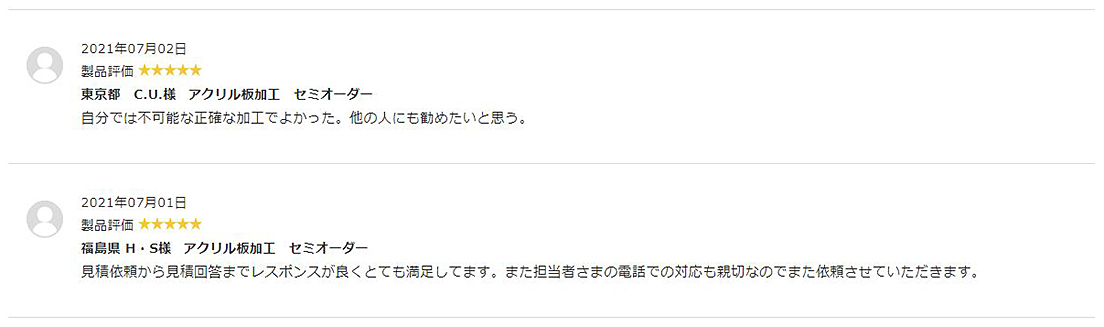 2021年07月02日
製品評価 ★★★★★
東京都　C.U.様　アクリル板加工　セミオーダー
自分では不可能な正確な加工でよかった。他の人にも勧めたいと思う。
2021年07月01日
製品評価 ★★★★★
福島県 H・S様　アクリル板加工　セミオーダー
見積依頼から見積回答までレスポンスが良くとても満足してます。また担当者さまの電話での対応も親切なのでまた依頼させていただきます。